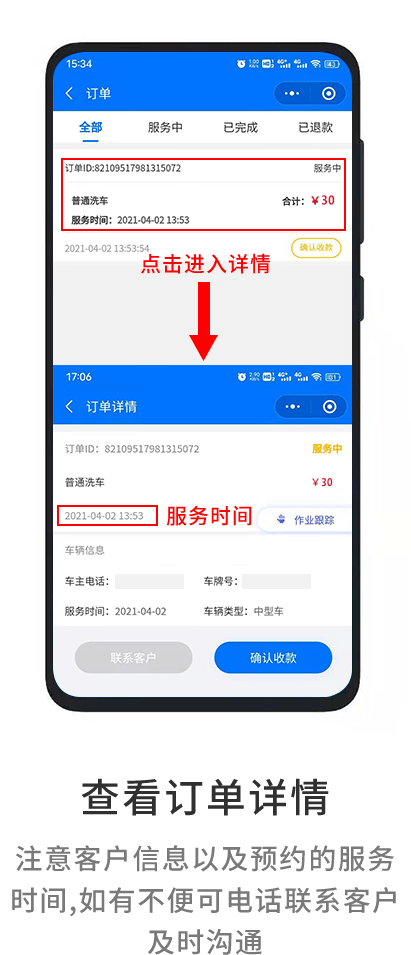 15:34
订单
全部 服务中 已完成 已退款
订单ID:82109517981315072 服务中
普通洗车 合计：￥30
服务时间：2021-04-02 13:53
2021-04-02 13:53:54 确认收款
点击进入详情
17:06
订单详情
订单ID：82109517981315072 服务中
普通洗车 ￥30
2021-04-02 13:53 服务时间 作业跟踪
车辆信息
车主电话： 车牌号：
服务时间：2021-04-02 车辆类型：中型车
联系客户 确认收款
查看订单详情
注意客户信息以及预约的服务
时间,如有不便可电话联系客户
及时沟通